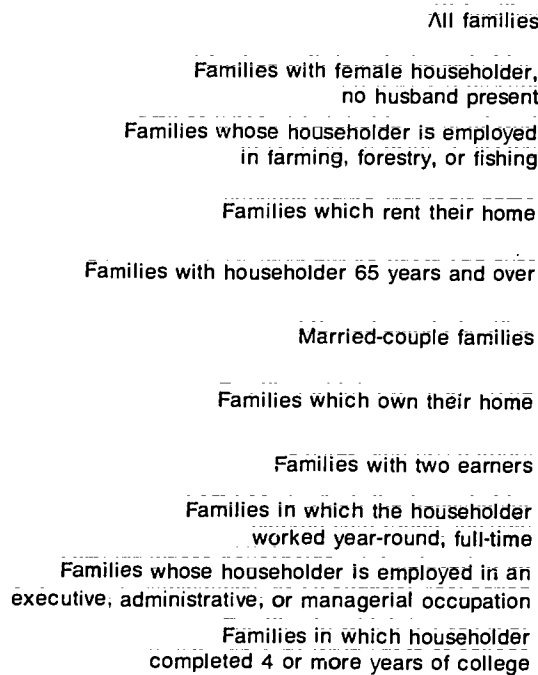 All families
Families with female householder,
no husband present
Families whose householder is employed
in farming, forestry, or fishing
Families which rent their home
Families with householder 65 years and over
Married-couple families
Families which own their home
Families with two earners
Families in which the householder
worked year-round, full-time
Families whose householder is employed in an
executive, administrative, or managerial occupation
Families in which householder
completed 4 or more years of college